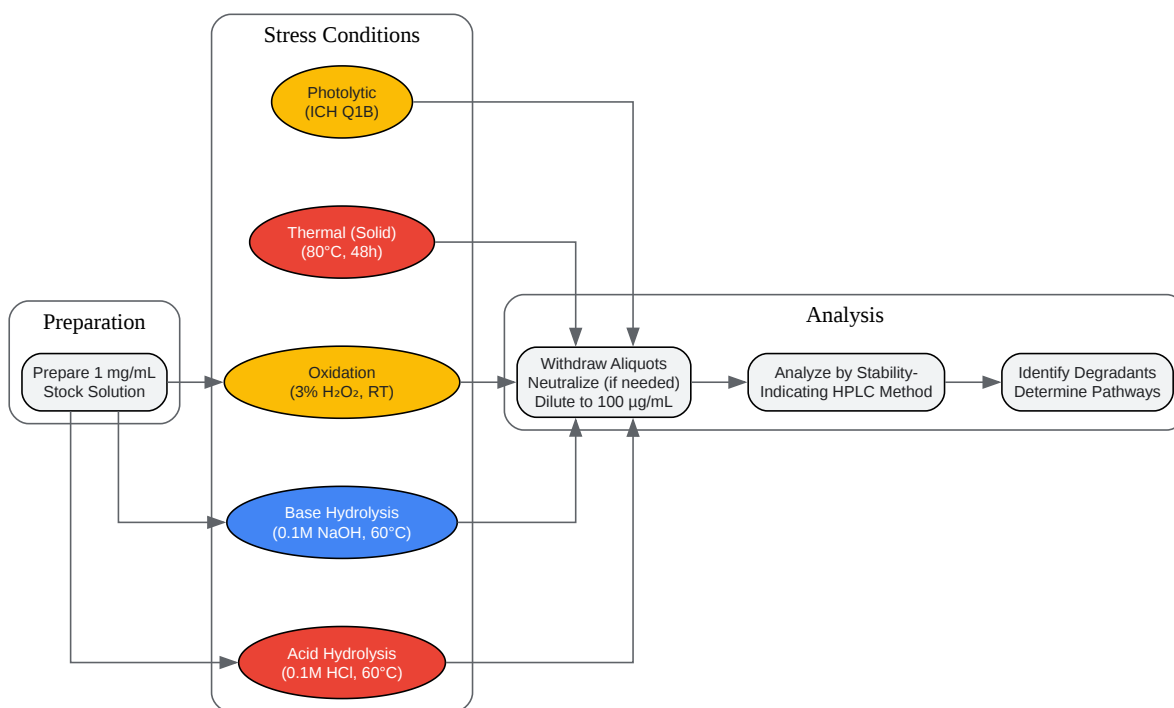 Stress Conditions
Photolytic
(ICH Q1B)
Thermal (Solid)
(80°C, 48h)
Preparation
Prepare 1 mg/mL
Stock Solution
Oxidation
(3% H₂O₂, RT)
Base Hydrolysis
(0.1M NaOH, 60°C)
Acid Hydrolysis
(0.1M HCl, 60°C)
Analysis
Withdraw Aliquots
Neutralize (if needed)
Dilute to 100 µg/mL
Analyze by Stability-
Indicating HPLC Method
Identify Degradants
Determine Pathways